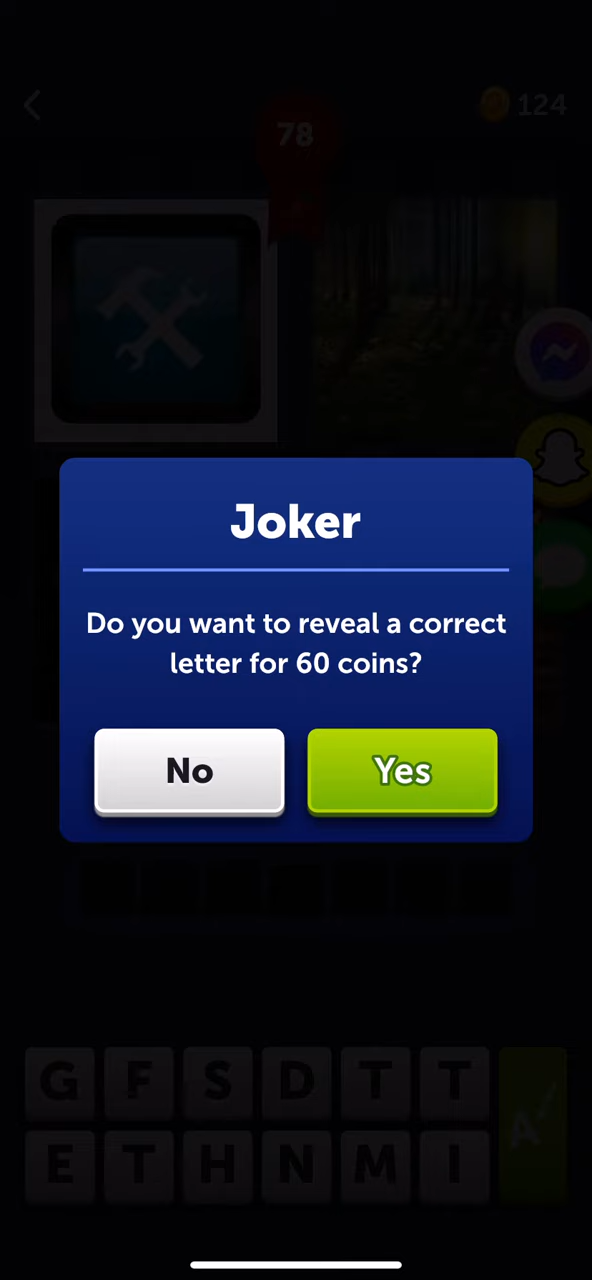 124
78
Joker
Do you want to reveal a correct
letter for 60 coins?
No
Yes
G F S D T T
E T H N M I
A